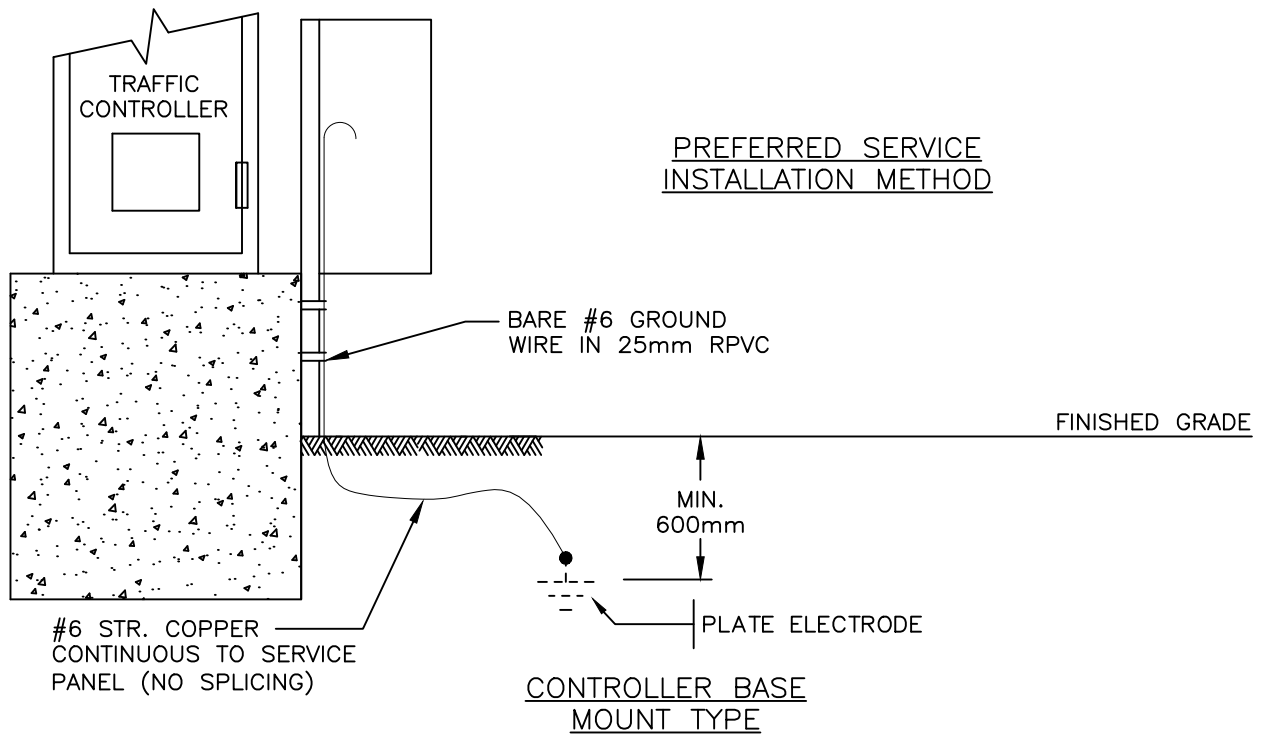 TRAFFIC
CONTROLLER
PREFERRED SERVICE
INSTALLATION METHOD
BARE #6 GROUND
WIRE IN 25mm RPVC
FINISHED GRADE
MIN.
600mm
#6 STR. COPPER
CONTINUOUS TO SERVICE
PANEL (NO SPLICING)
PLATE ELECTRODE
CONTROLLER BASE
MOUNT TYPE